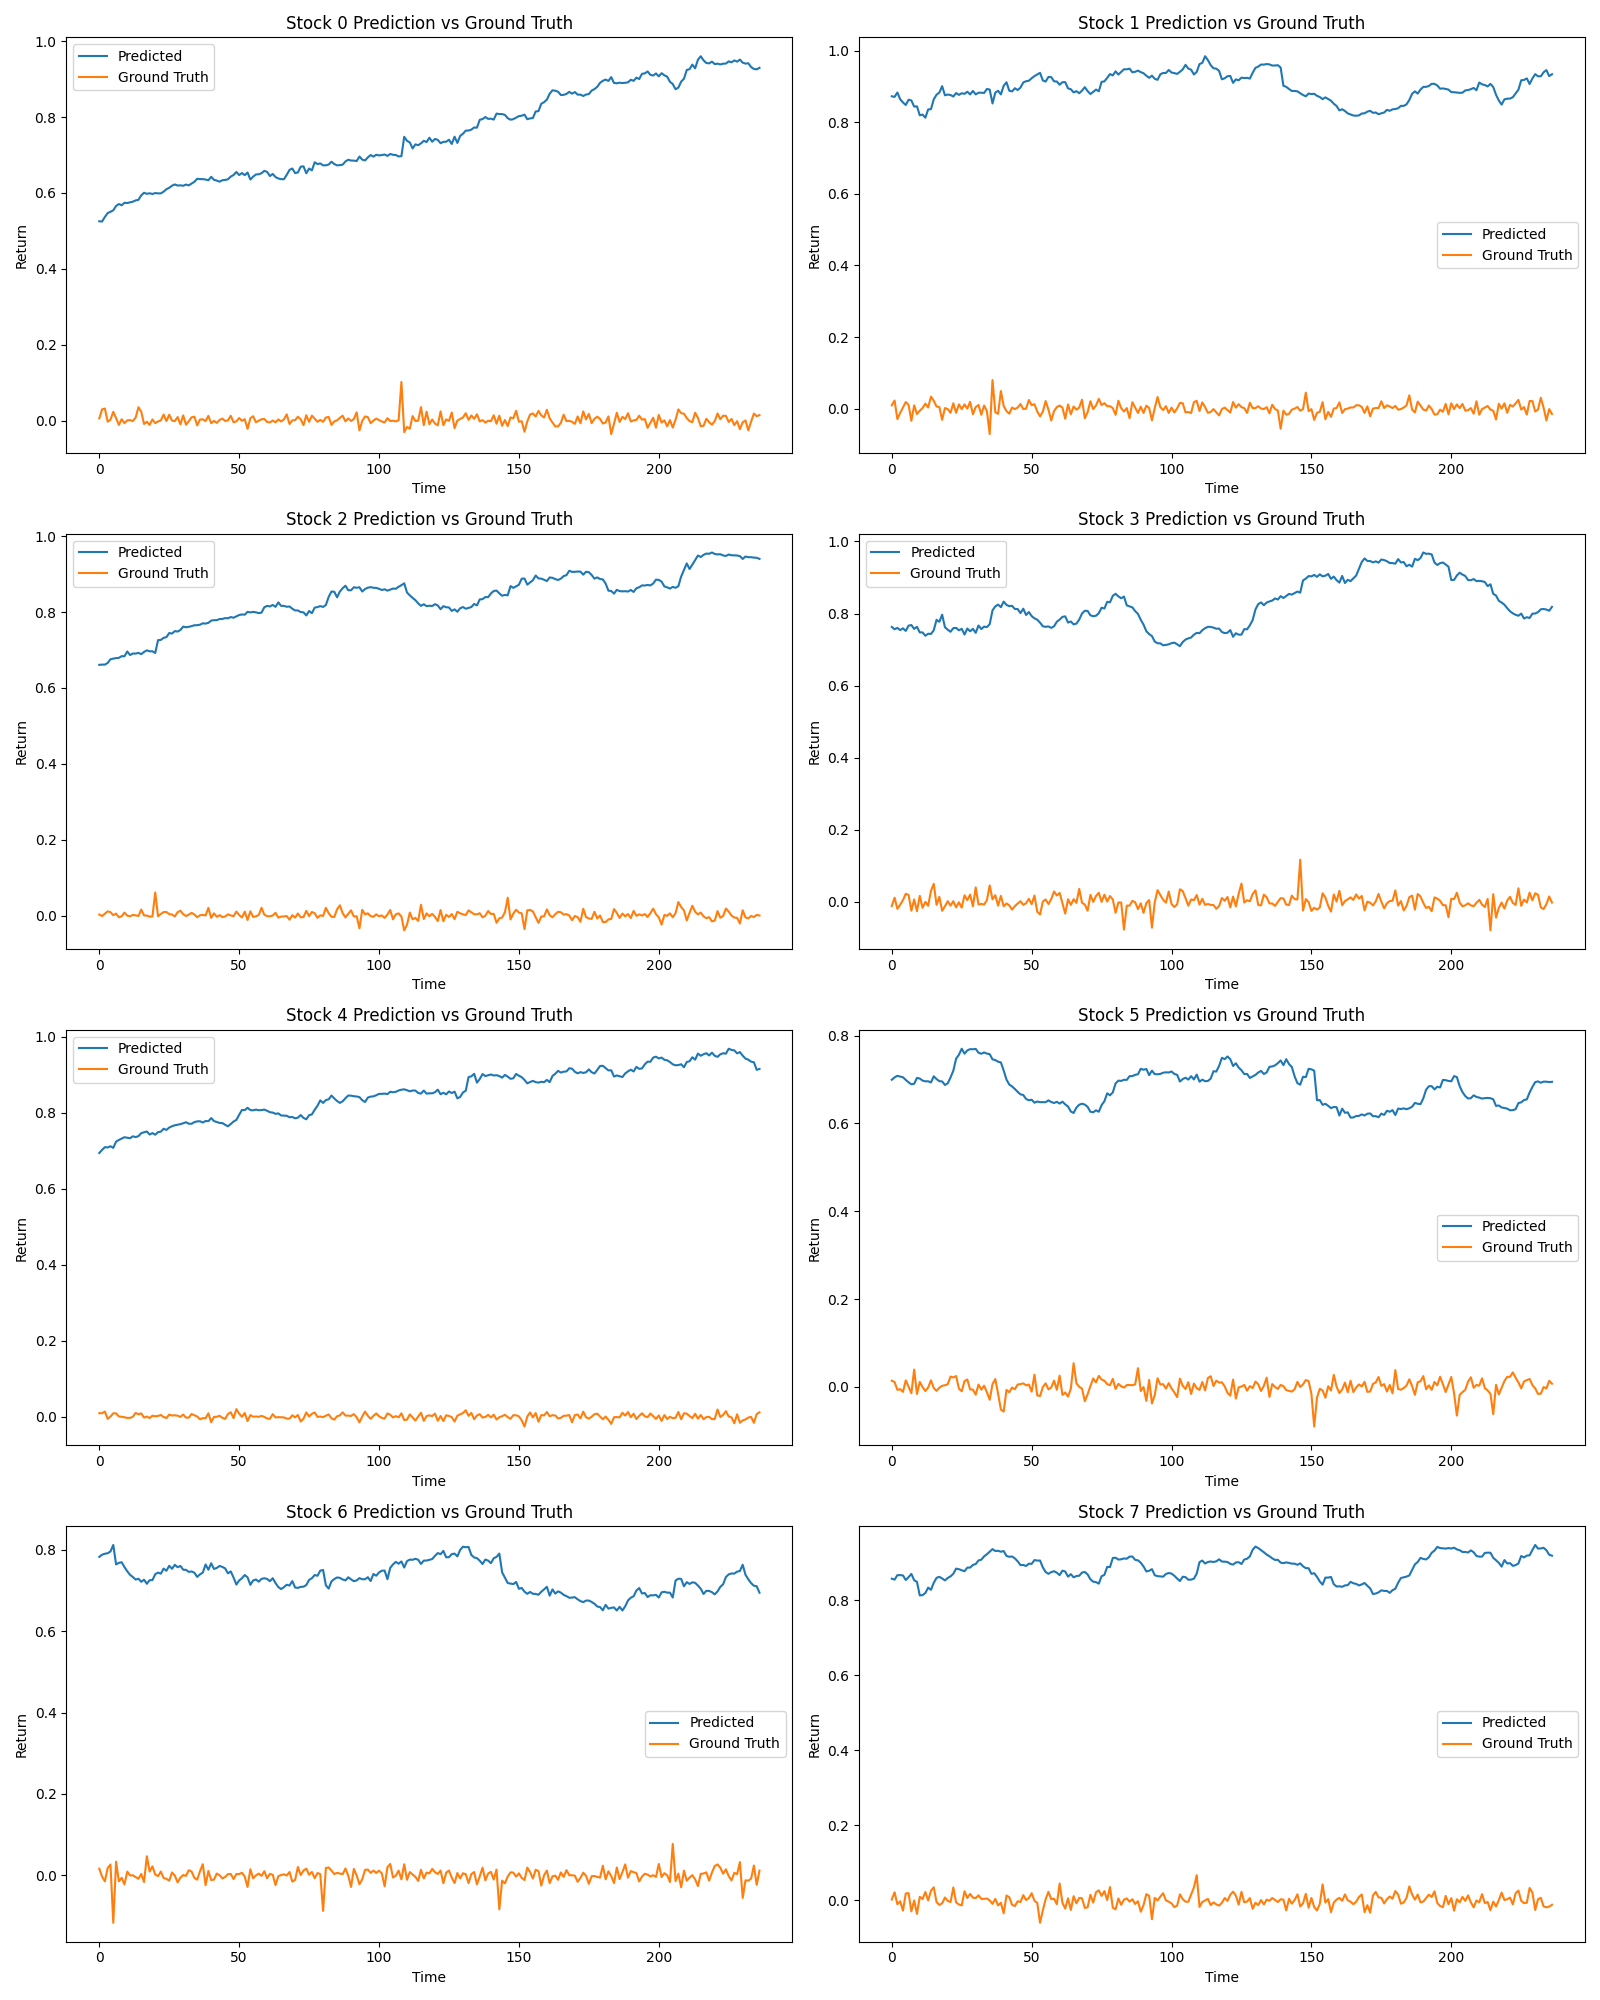 Stock 0 Prediction vs Ground Truth
Predicted
Ground Truth
Return
1.0
0.8
0.6
0.4
0.2
0.0
0 50 100 150 200
Time
Stock 1 Prediction vs Ground Truth
Predicted
Ground Truth
Return
1.0
0.8
0.6
0.4
0.2
0.0
0 50 100 150 200
Time
Stock 2 Prediction vs Ground Truth
Predicted
Ground Truth
Return
1.0
0.8
0.6
0.4
0.2
0.0
0 50 100 150 200
Time
Stock 3 Prediction vs Ground Truth
Predicted
Ground Truth
Return
1.0
0.8
0.6
0.4
0.2
0.0
0 50 100 150 200
Time
Stock 4 Prediction vs Ground Truth
Predicted
Ground Truth
Return
1.0
0.8
0.6
0.4
0.2
0.0
0 50 100 150 200
Time
Stock 5 Prediction vs Ground Truth
Predicted
Ground Truth
Return
0.8
0.6
0.4
0.2
0.0
0 50 100 150 200
Time
Stock 6 Prediction vs Ground Truth
Predicted
Ground Truth
Return
0.8
0.6
0.4
0.2
0.0
0 50 100 150 200
Time
Stock 7 Prediction vs Ground Truth
Predicted
Ground Truth
Return
0.8
0.6
0.4
0.2
0.0
0 50 100 150 200
Time